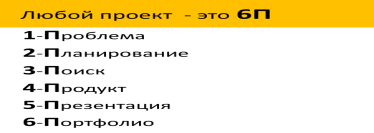 Любой проект - это 6П
1-Проблема
2-Планирование
3-Поиск
4-Продукт
5-Презентация
6-Портфолио